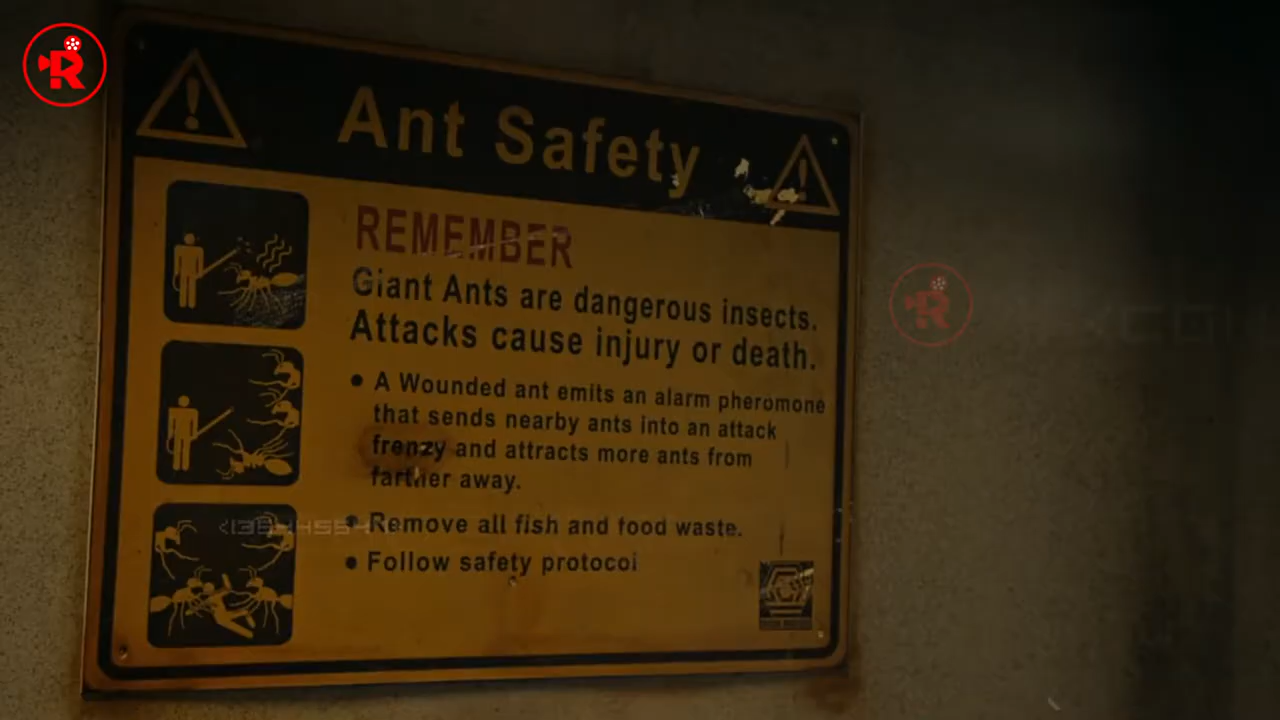 Ant Safety
REMEMBER
Giant Ants are dangerous insects.
Attacks cause injury or death.
• A Wounded ant emits an alarm pheromone
that sends nearby ants into an attack
frenzy and attracts more ants from
farther away.
• Remove all fish and food waste.
• Follow safety protocol
R
R